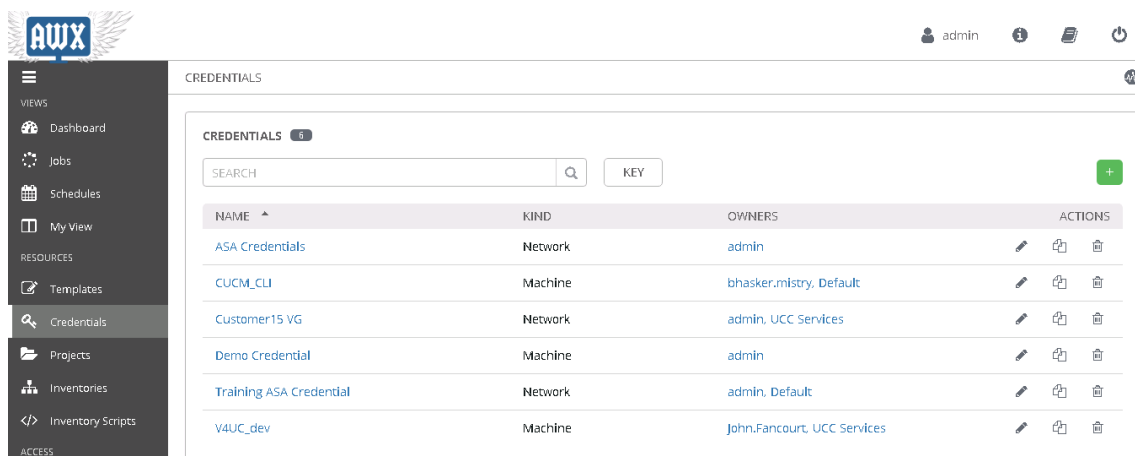 AWX
admin
VIEWS
Dashboard
Jobs
Schedules
My View
RESOURCES
Templates
Credentials
Projects
Inventories
Inventory Scripts
ACCESS
CREDENTIALS
CREDENTIALS 6
SEARCH KEY +
NAME KIND OWNERS ACTIONS
ASA Credentials Network admin
CUCM_CLI Machine bhasker.mistry, Default
Customer15 VG Network admin, UCC Services
Demo Credential Machine admin
Training ASA Credential Network admin, Default
V4UC_dev Machine John.Fancourt, UCC Services